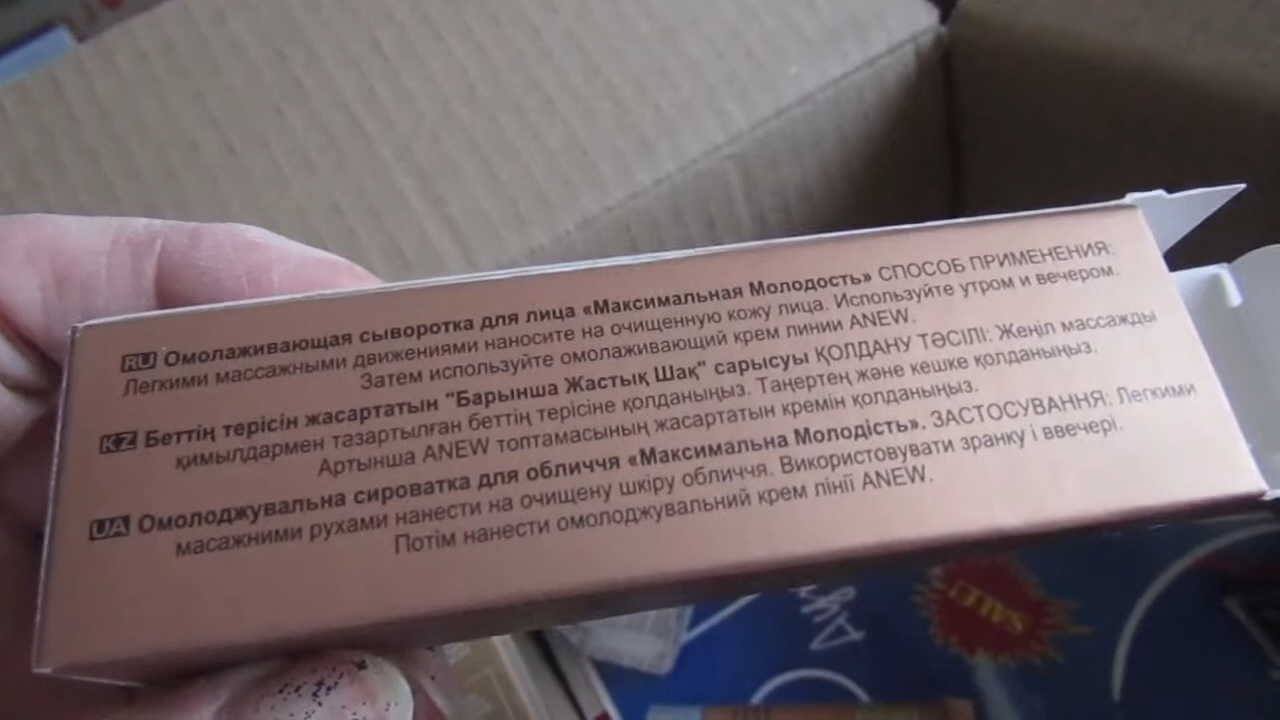 RU Омолаживающая сыворотка для лица «Максимальная Молодость» СПОСОБ ПРИМЕНЕНИЯ:
Легкими массажными движениями наносите на очищенную кожу лица. Используйте утром и вечером.
Затем используйте омолаживающий крем линии ANEW.
KZ Беттің терісін жасартатын "Барынша Жастық Шақ" сарысуы ҚОЛДАНУ ТӘСІЛІ: Жеңіл массажды
қимылдармен тазартылған беттің терісіне қолданыңыз. Таңертең және кешке қолданыңыз.
Артынша ANEW топтамасының жасартатын кремін қолданыңыз.
UA Омолоджувальна сироватка для обличчя «Максимальна Молодість». ЗАСТОСУВАННЯ: Легкими
масажними рухами нанести на очищену шкіру обличчя. Використовувати зранку і ввечері.
Потім нанести омолоджувальний крем лінії ANEW.
SALE!